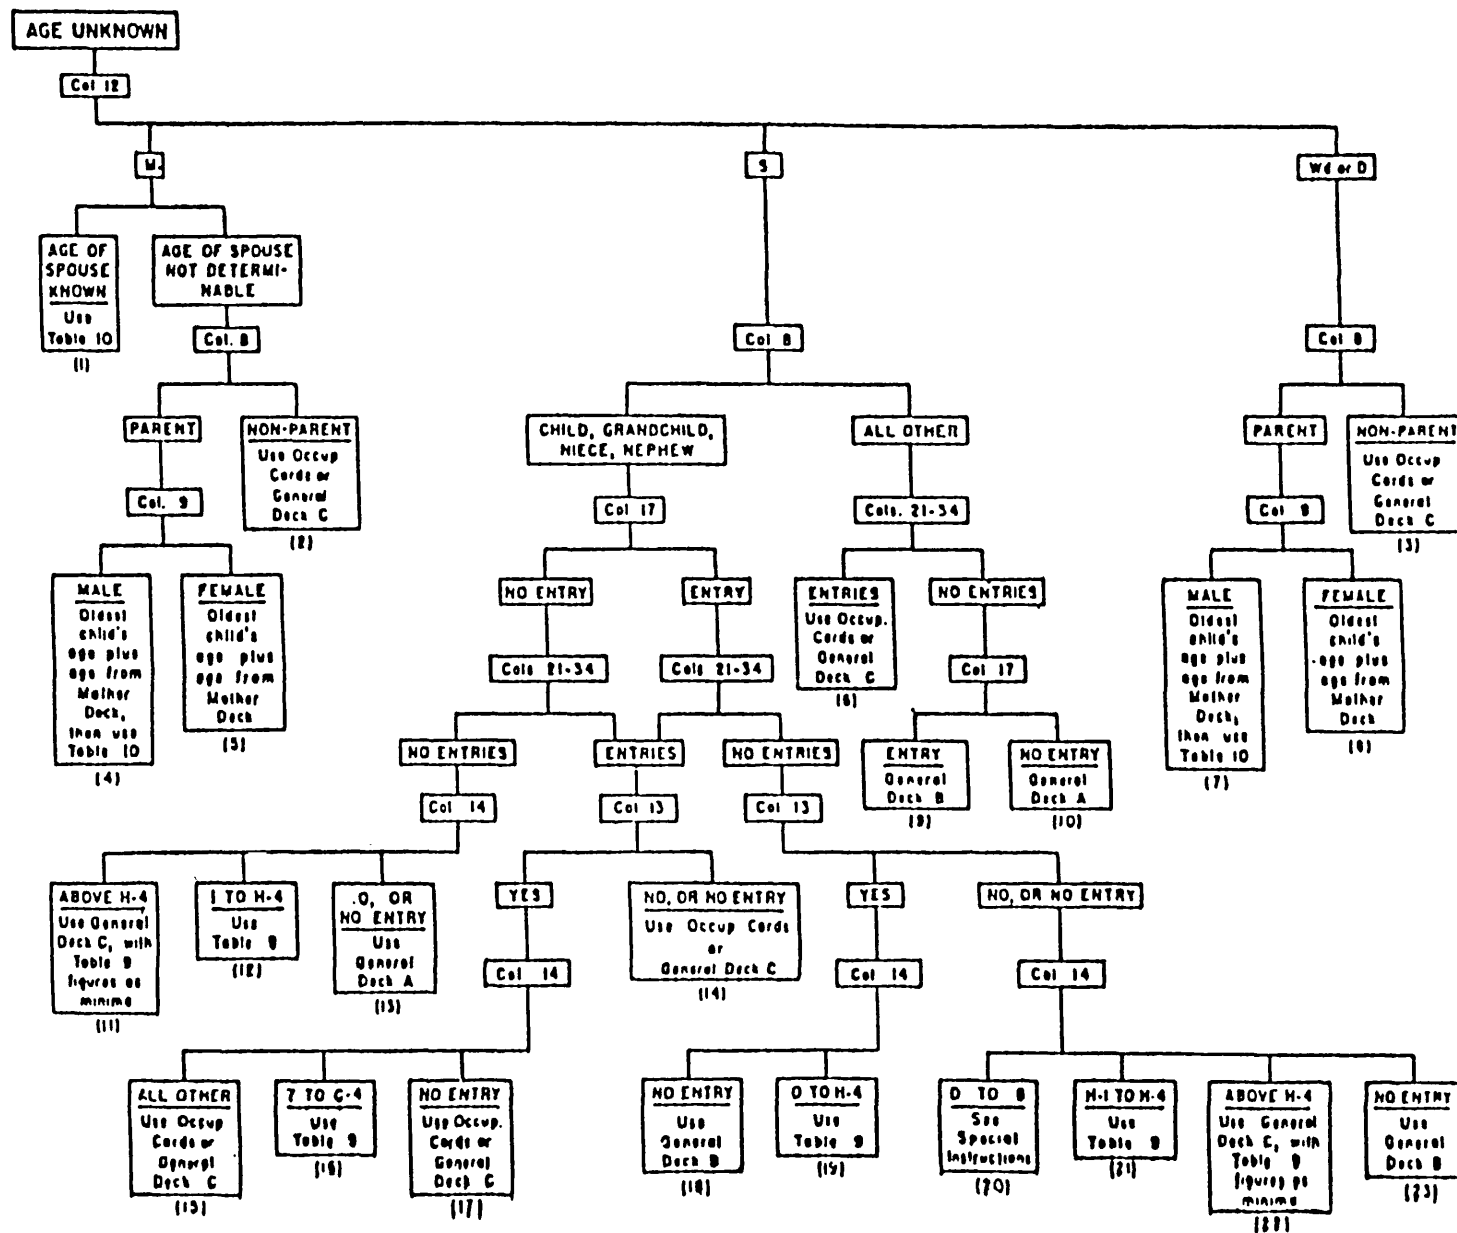 AGE UNKNOWN
Col 12
M.
S
Wd or D
AGE OF
SPOUSE
KNOWN
Use
Table 10
(1)
AGE OF SPOUSE
NOT DETERMI-
NABLE
Col. 8
Col 8
Col 8
PARENT
NON-PARENT
Use Occup
Cards or
General
Deck C
(2)
CHILD, GRANDCHILD,
NIECE, NEPHEW
ALL OTHER
PARENT
NON-PARENT
Use Occup
Cards or
General
Deck C
(3)
Col. 9
Col 17
Cols. 21-34
Col 9
MALE
Oldest
child's
age plus
age from
Mother
Deck,
then use
Table 10
(4)
FEMALE
Oldest
child's
age plus
age from
Mother
Deck
(5)
NO ENTRY
ENTRY
ENTRIES
Use Occup.
Cards or
General
Deck C
(6)
NO ENTRIES
MALE
Oldest
child's
age plus
age from
Mother
Deck,
then use
Table 10
(7)
FEMALE
Oldest
child's
age plus
age from
Mother
Deck
(8)
Cols 21-34
Cols 21-34
Col 17
NO ENTRIES
ENTRIES
NO ENTRIES
ENTRY
General
Deck B
(9)
NO ENTRY
General
Deck A
(10)
Col 14
Col 13
Col 13
ABOVE H-4
Use General
Deck C, with
Table 9
figures as
minima
(11)
1 TO H-4
Use
Table 9
(12)
.0, OR
NO ENTRY
Use
General
Deck A
(13)
YES
NO, OR NO ENTRY
Use Occup Cards
or
General Deck C
(14)
YES
NO, OR NO ENTRY
Col 14
Col 14
Col 14
ALL OTHER
Use Occup
Cards or
General
Deck C
(15)
7 TO C-4
Use
Table 9
(16)
NO ENTRY
Use Occup.
Cards or
General
Deck C
(17)
NO ENTRY
Use
General
Deck B
(18)
0 TO H-4
Use
Table 9
(19)
0 TO 8
See
Special
Instructions
(20)
H-1 TO H-4
Use
Table 9
(21)
ABOVE H-4
Use General
Deck C, with
Table 9
figures as
minima
(22)
NO ENTRY
Use
General
Deck B
(23)